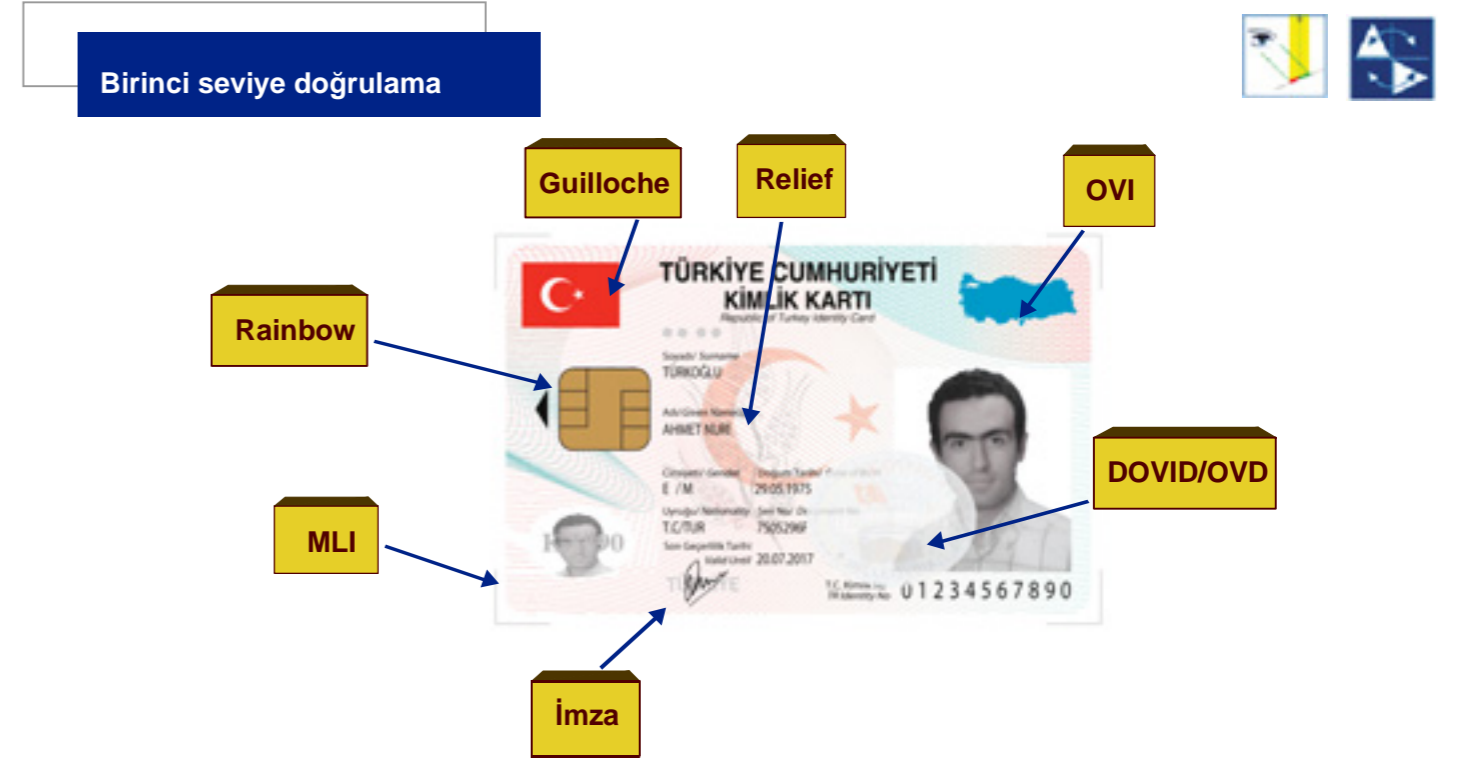 Birinci seviye doğrulama
Guilloche
Relief
OVI
TÜRKİYE CUMHURİYETİ
KİMLİK KARTI
Republic of Turkey Identity Card
Rainbow
Soyadı/ Surname
TÜRKOĞLU
Adı/Given Name(s)
AHMET NURİ
DOVID/OVD
Cinsiyeti/ Gender Doğum Tarihi/
E / M 29.05.1975
Uyruğu/ Nationality Seri No/
T.C/TUR
MLI
Son Geçerlilik Tarihi
Valid Until 20.07.2017
T.C. Kimlik No
TR Identity No 01234567890
İmza